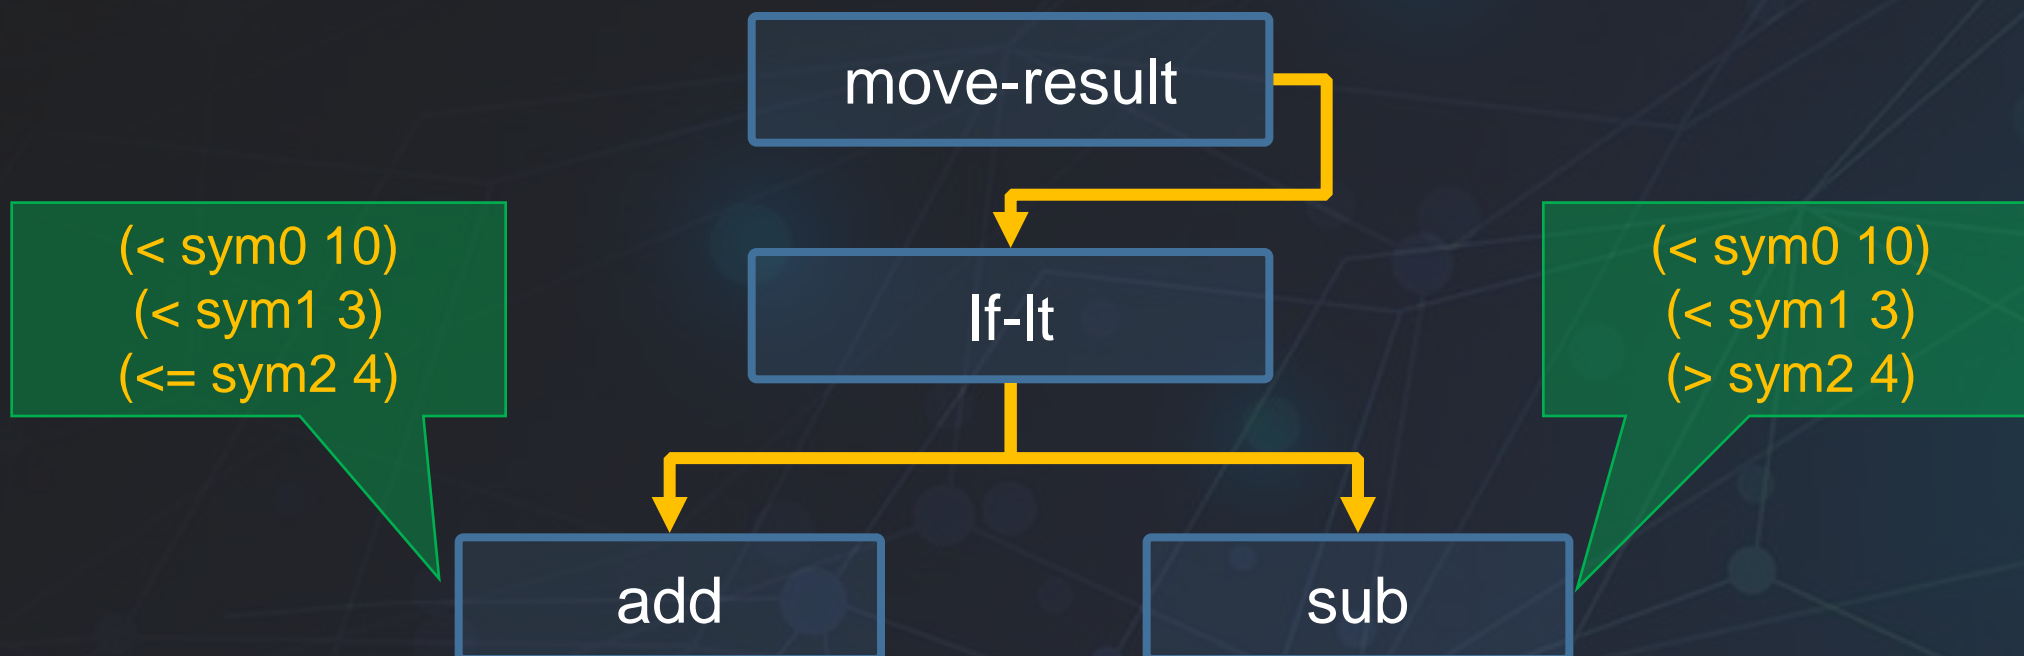 move-result
(< sym0 10)
(< sym1 3)
(<= sym2 4)
If-lt
(< sym0 10)
(< sym1 3)
(> sym2 4)
add
sub